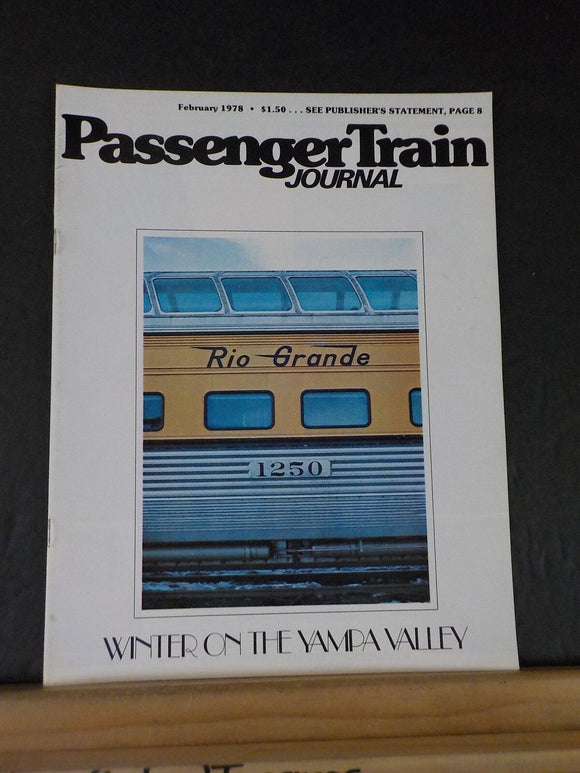 February 1978 • $1.50 . . . SEE PUBLISHER'S STATEMENT, PAGE 8
Passenger Train
JOURNAL
Rio Grande
1250
WINTER ON THE YAMPA VALLEY